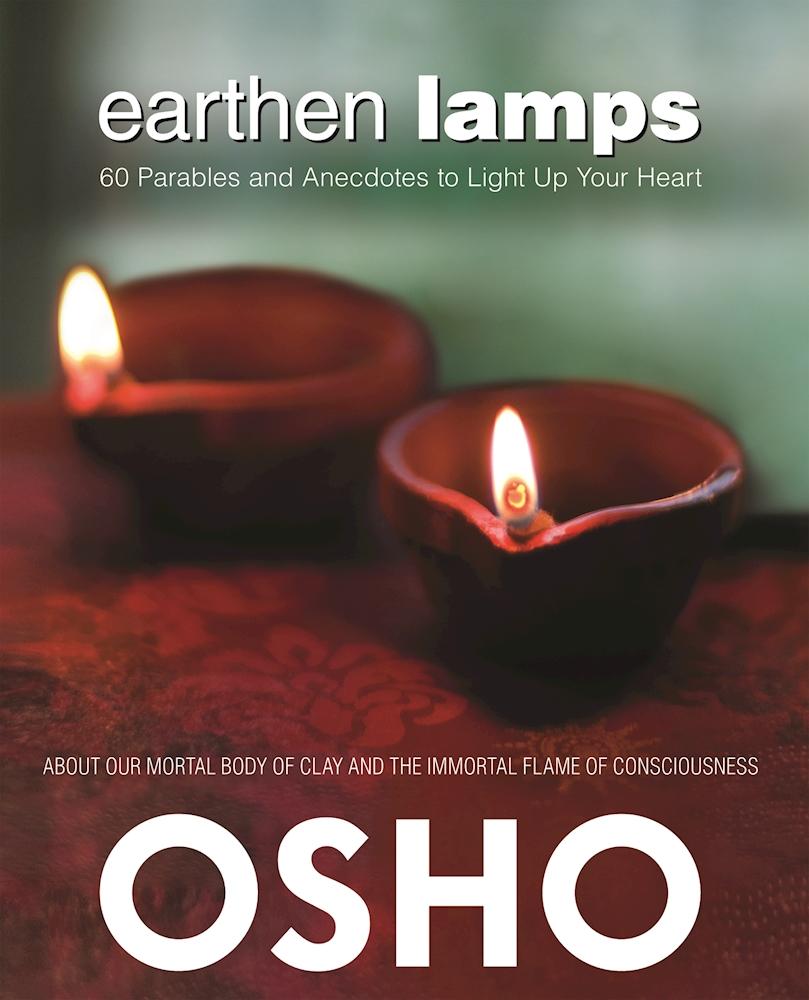 earthen lamps
60 Parables and Anecdotes to Light Up Your Heart
ABOUT OUR MORTAL BODY OF CLAY AND THE IMMORTAL FLAME OF CONSCIOUSNESS
OSHO